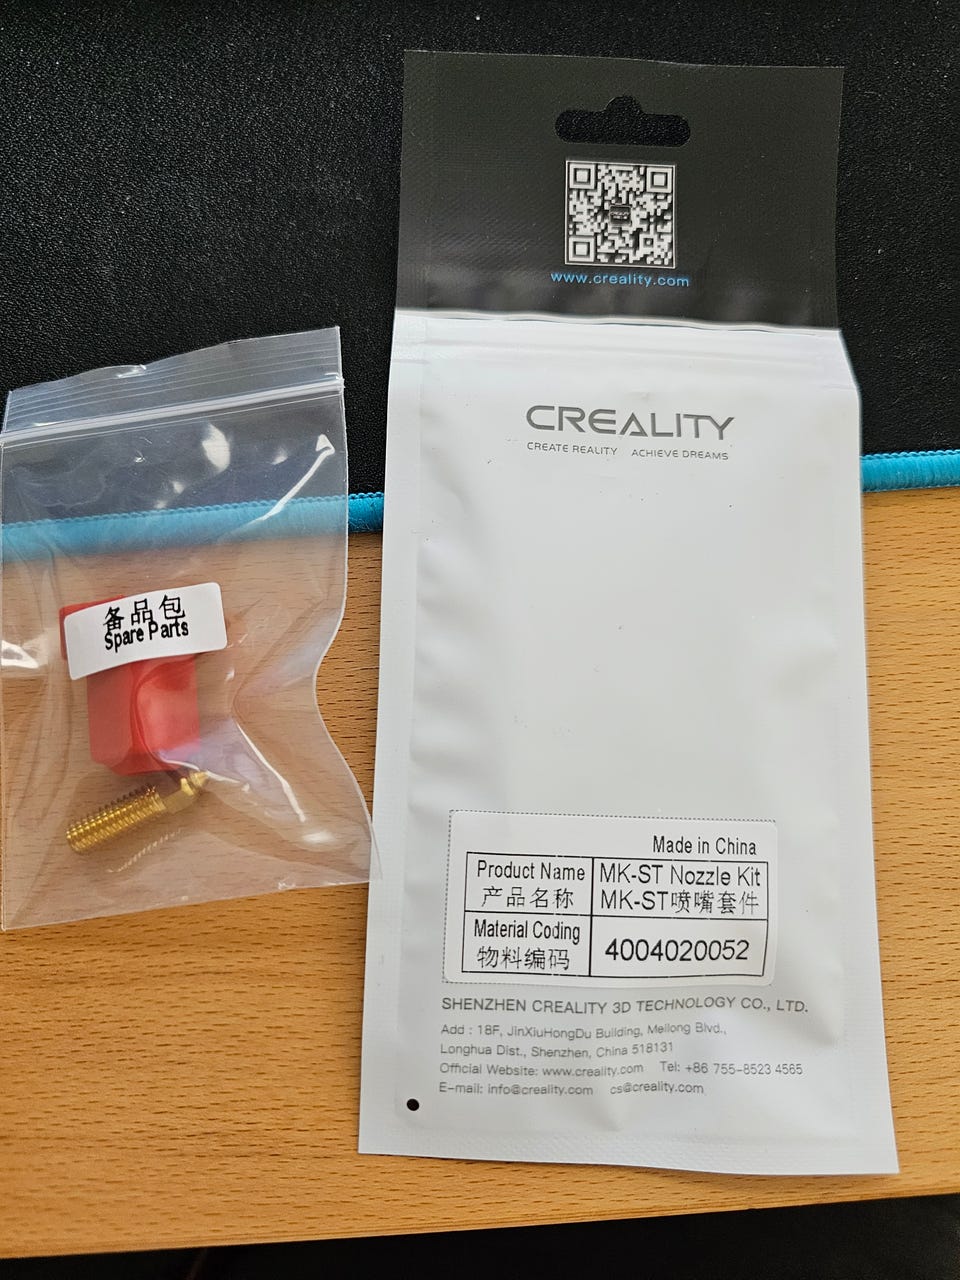 www.creality.com
CREALITY
CREATE REALITY ACHIEVE DREAMS
备品包
Spare Parts
Made in China
Product Name
产品名称
MK-ST Nozzle Kit
MK-ST喷嘴套件
Material Coding
物料编码
4004020052
SHENZHEN CREALITY 3D TECHNOLOGY CO., LTD.
Add : 18F, JinXiuHongDu Building, Meilong Blvd.,
Longhua Dist., Shenzhen, China 518131
Official Website: www.creality.com Tel: +86 755-8523 4565
E-mail: info@creality.com cs@creality.com